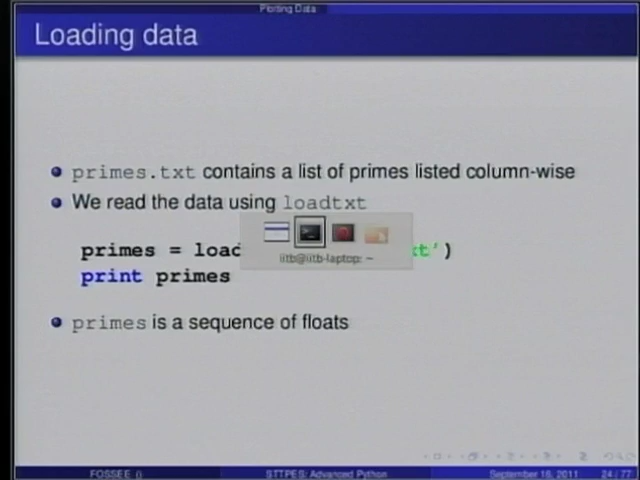 Plotting Data
Loading data
primes.txt contains a list of primes listed column-wise
We read the data using loadtxt
primes = load xt')
print primes
iitb@iitb-laptop: ~
primes is a sequence of floats
FOSSEE () STTPES: Advanced Python September 16, 2011 24 / 77